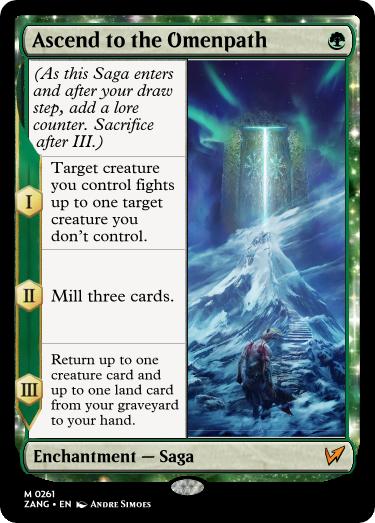 Ascend to the Omenpath
(As this Saga enters
and after your draw
step, add a lore
counter. Sacrifice
after III.)
I
Target creature
you control fights
up to one target
creature you
don't control.
II
Mill three cards.
III
Return up to one
creature card and
up to one land card
from your graveyard
to your hand.
Enchantment — Saga
M 0261
ZANG • EN Andre Simoes